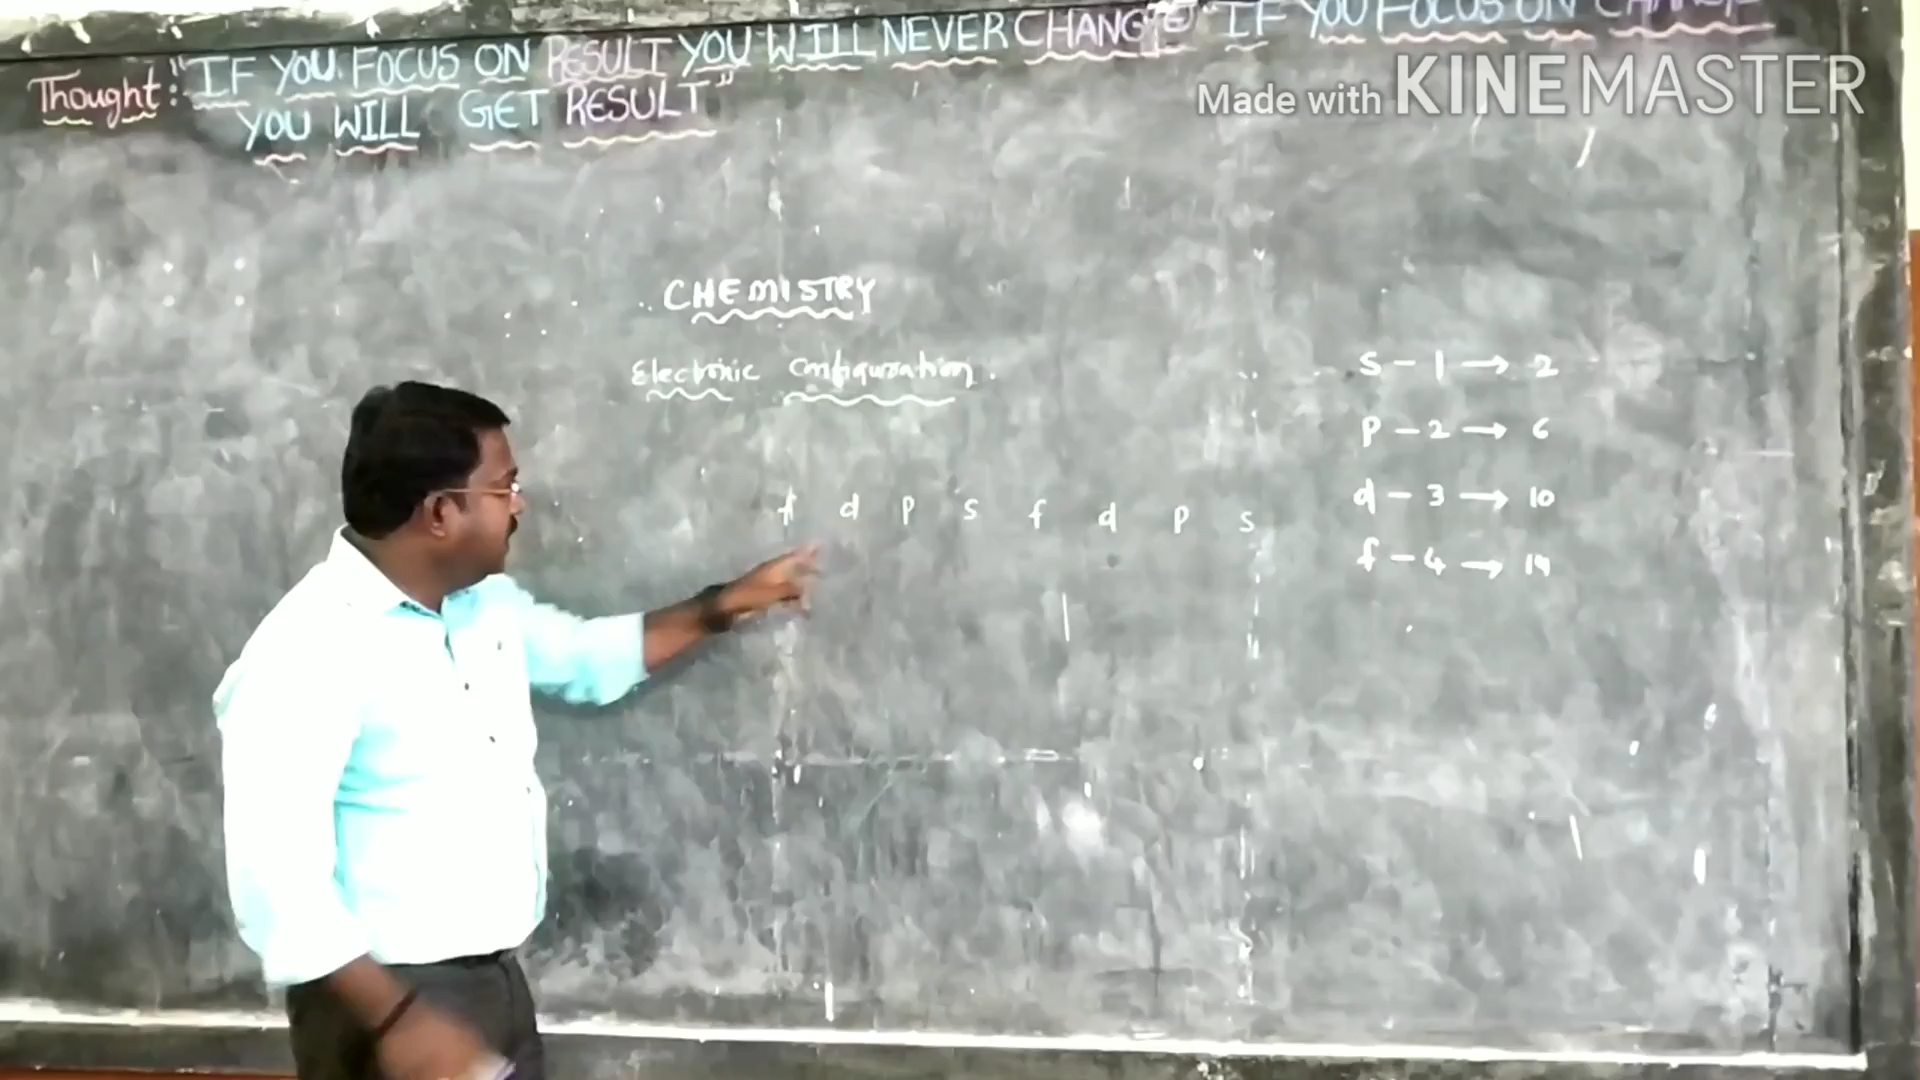 Thought: "IF YOU FOCUS ON RESULT YOU WILL NEVER CHANGE "IF YOU FOCUS ON CHANGE
YOU WILL GET RESULT"
Made with KINEMASTER
CHEMISTRY
Electronic Configuration.
f d p s f d p s
s - 1 → 2
p - 2 → 6
d - 3 → 10
f - 4 → 14